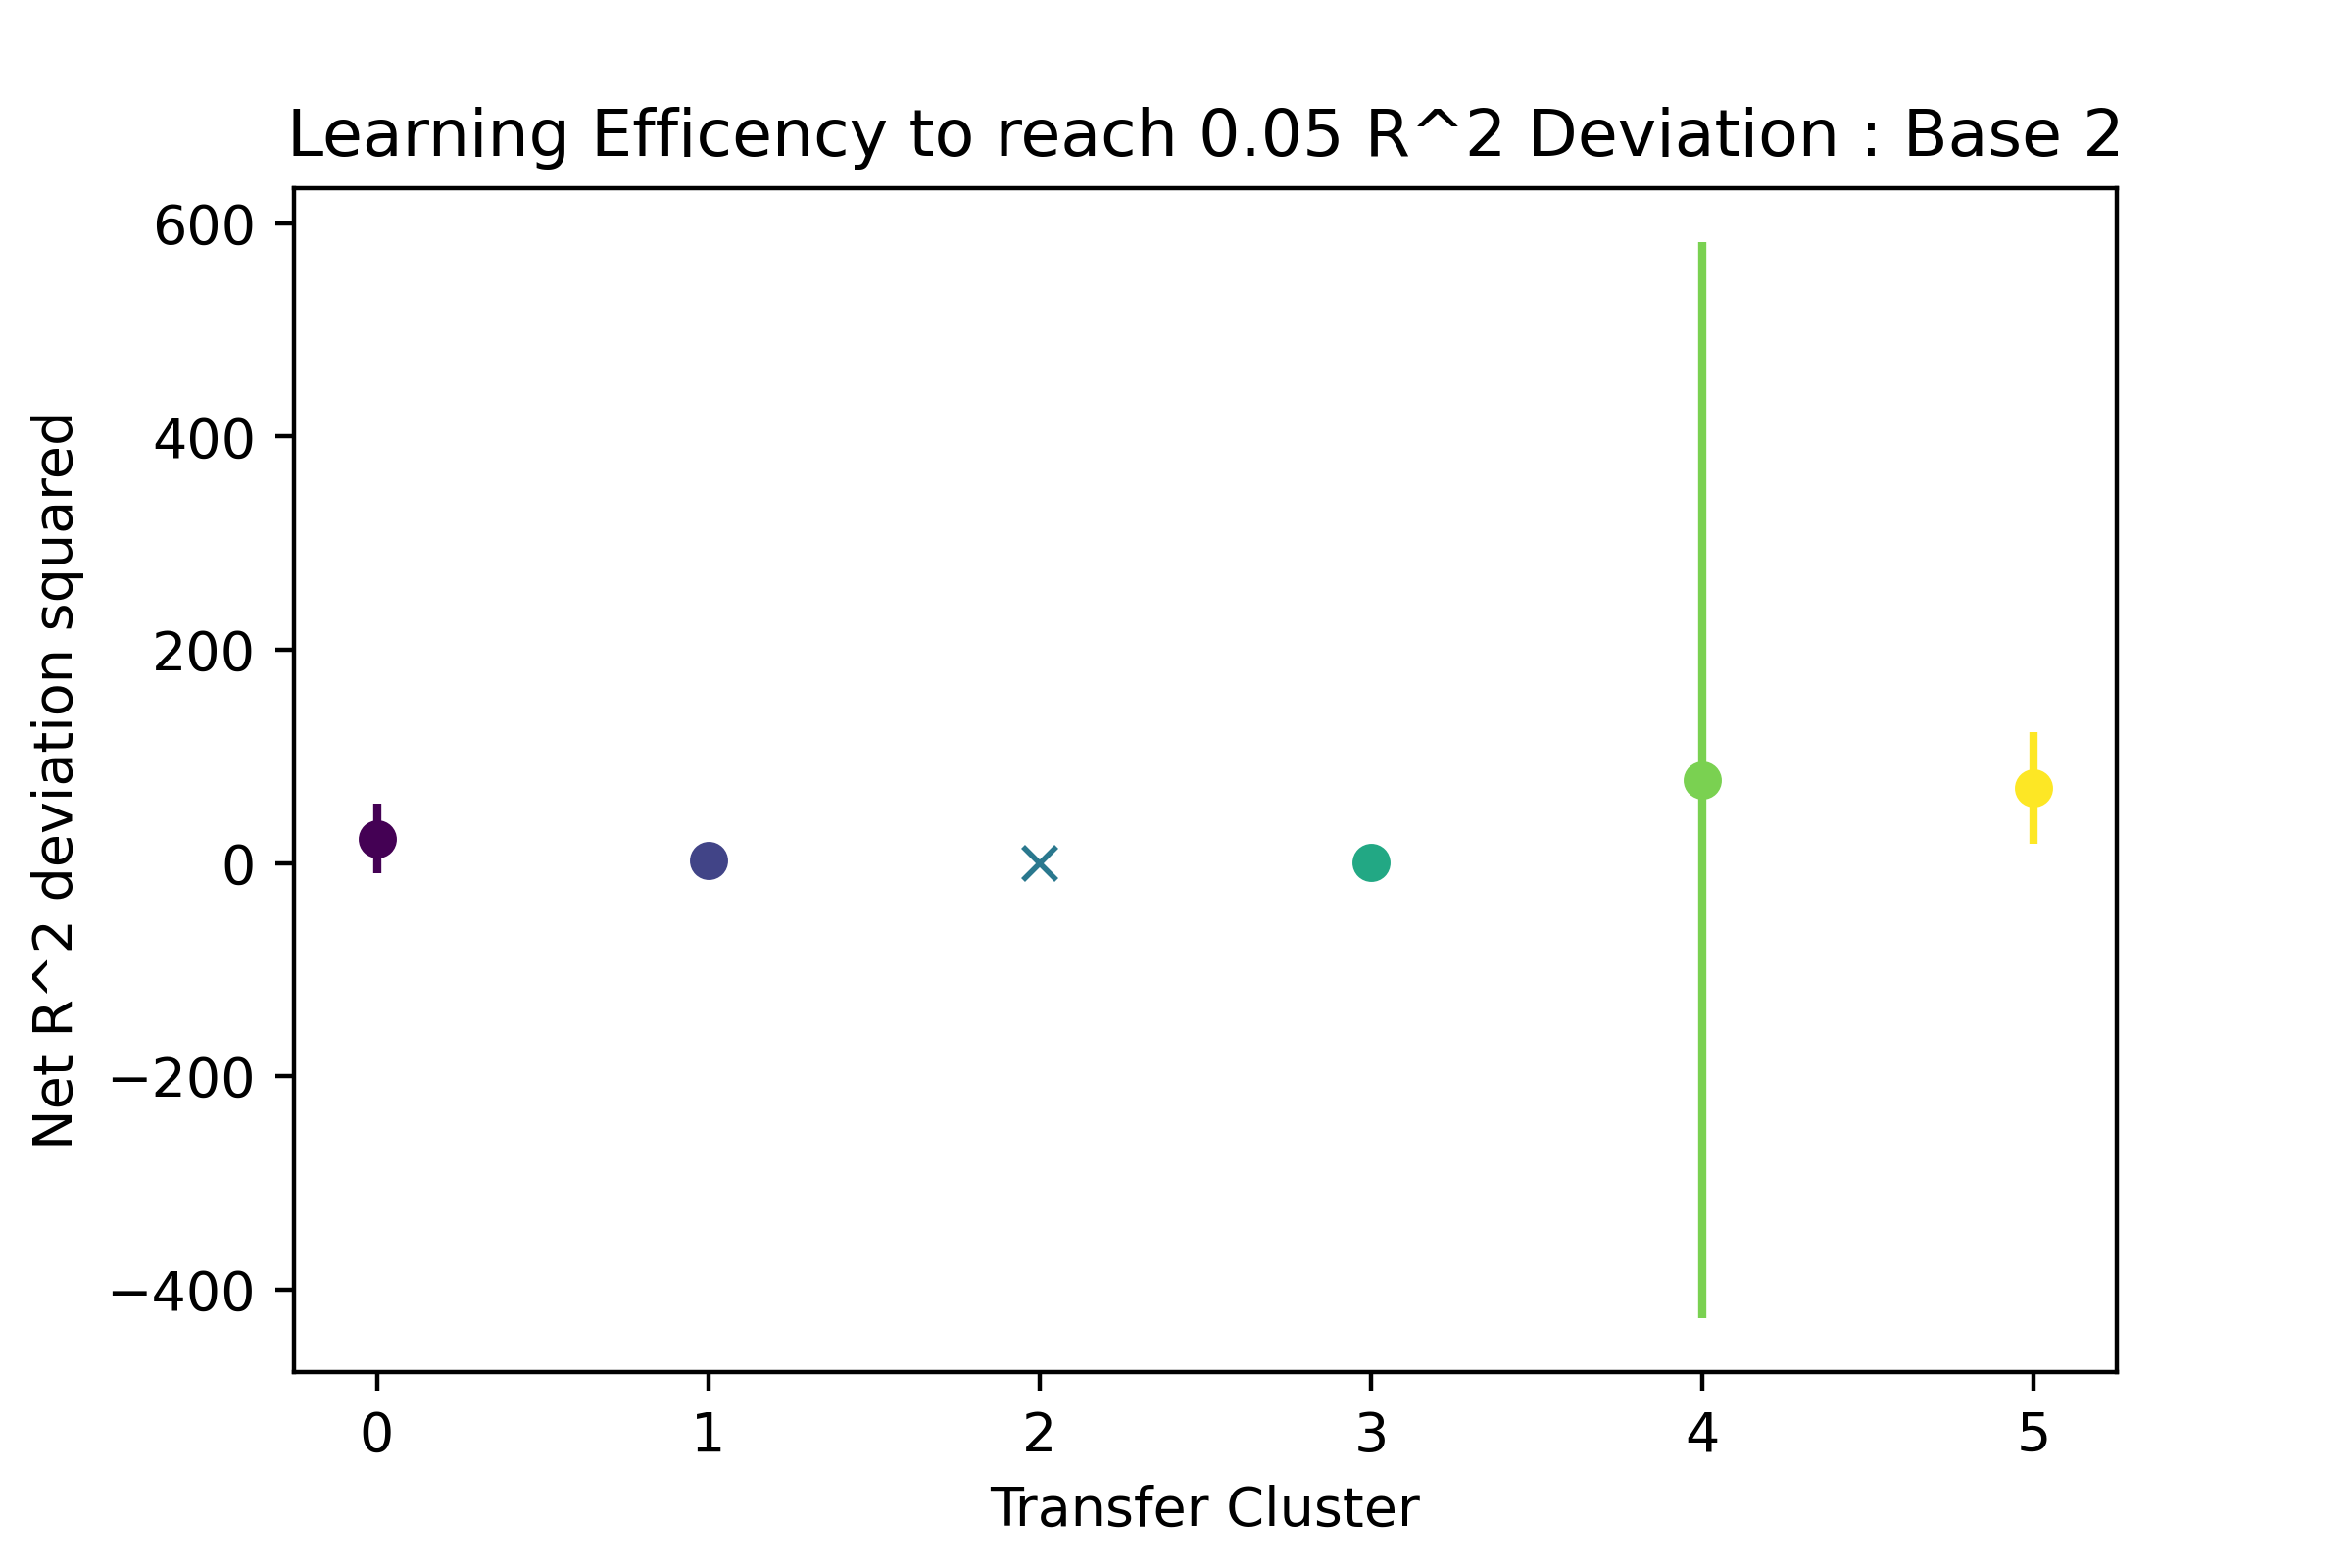 Learning Efficency to reach 0.05 R^2 Deviation : Base 2
Net R^2 deviation squared
600
400
200
0
−200
−400
0 1 2 3 4 5
Transfer Cluster